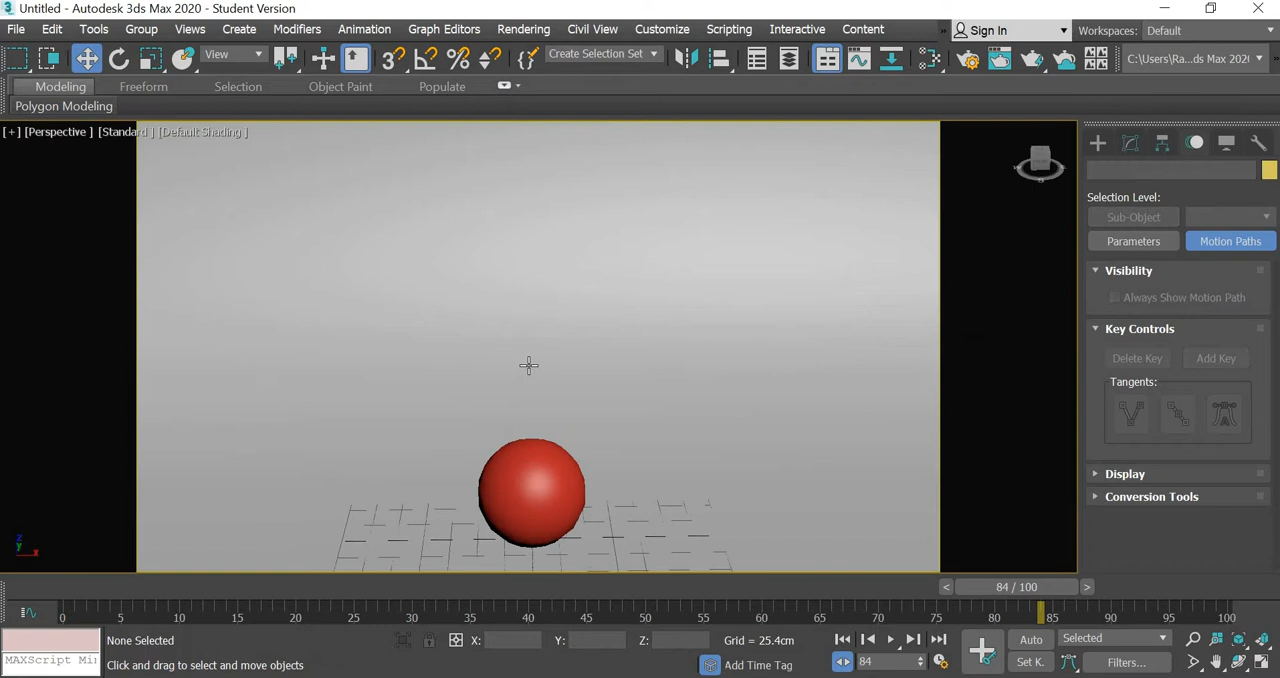 Untitled - Autodesk 3ds Max 2020 - Student Version
File Edit Tools Group Views Create Modifiers Animation Graph Editors Rendering Civil View Customize Scripting Interactive Content » Sign In Workspaces: Default
View Create Selection Set C:\Users\Ra...ds Max 2020
Modeling Freeform Selection Object Paint Populate
Polygon Modeling
[+] [Perspective ] [Standard ] [Default Shading ]
Selection Level:
Sub-Object
Parameters Motion Paths
Visibility
Always Show Motion Path
Key Controls
Delete Key Add Key
Tangents:
Display
Conversion Tools
z
y
x
< 84 / 100 >
0 5 10 15 20 25 30 35 40 45 50 55 60 65 70 75 80 85 90 95 100
None Selected X: Y: Z: Grid = 25.4cm Auto Selected
MAXScript Mi Click and drag to select and move objects Add Time Tag 84 Set K. Filters...